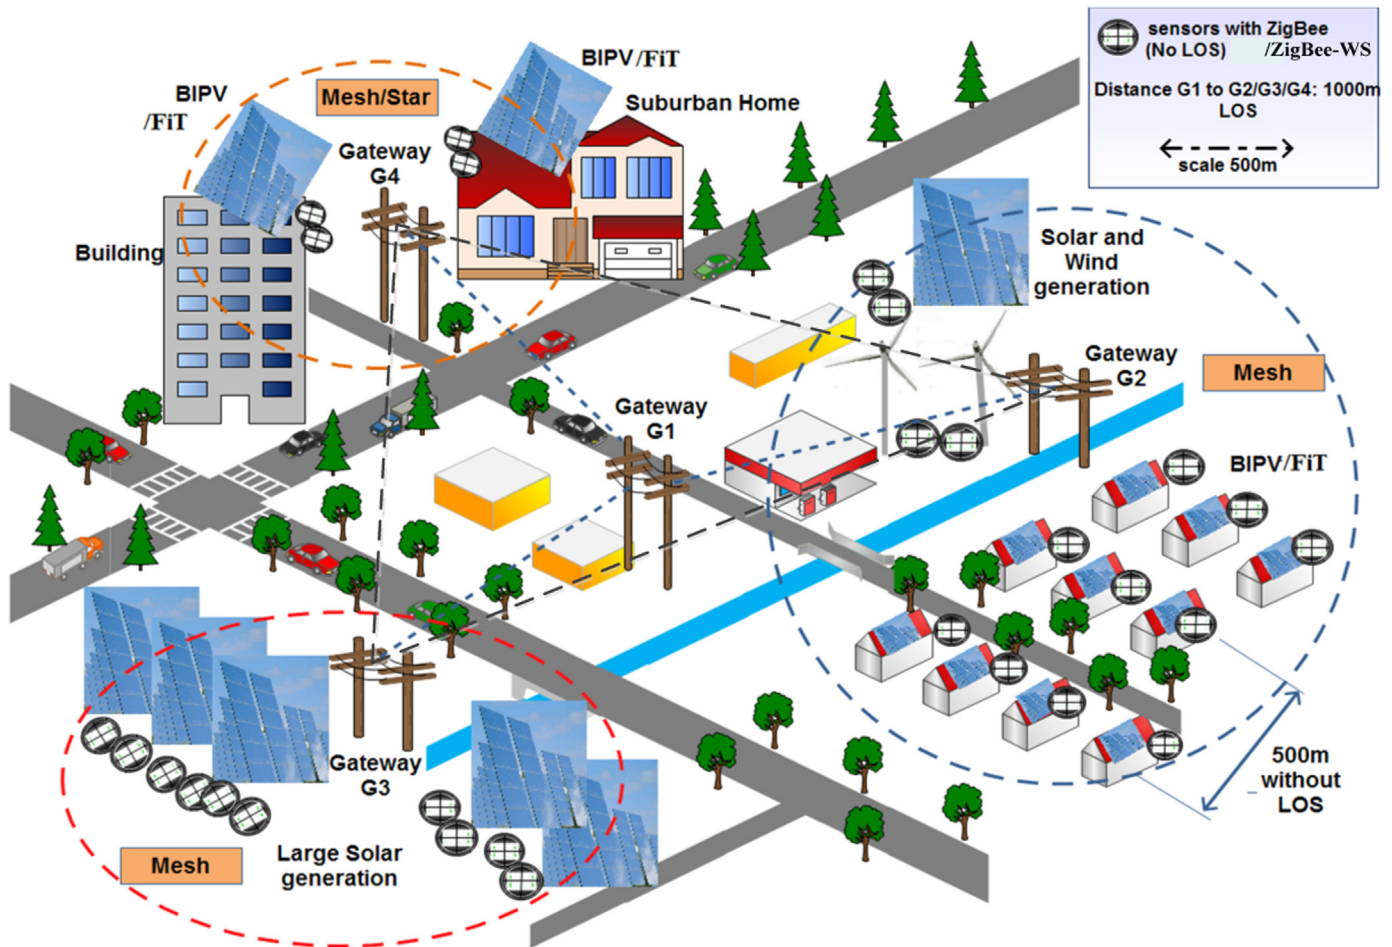 sensors with ZigBee
(No LOS) /ZigBee-WS
Distance G1 to G2/G3/G4: 1000m
LOS
scale 500m
BIPV/FiT
BIPV
/FiT
Mesh/Star
Suburban Home
Gateway
G4
Building
Solar and
Wind
generation
Gateway
G2
Mesh
Gateway
G1
BIPV/FiT
500m
without
LOS
Gateway
G3
Large Solar
generation
Mesh